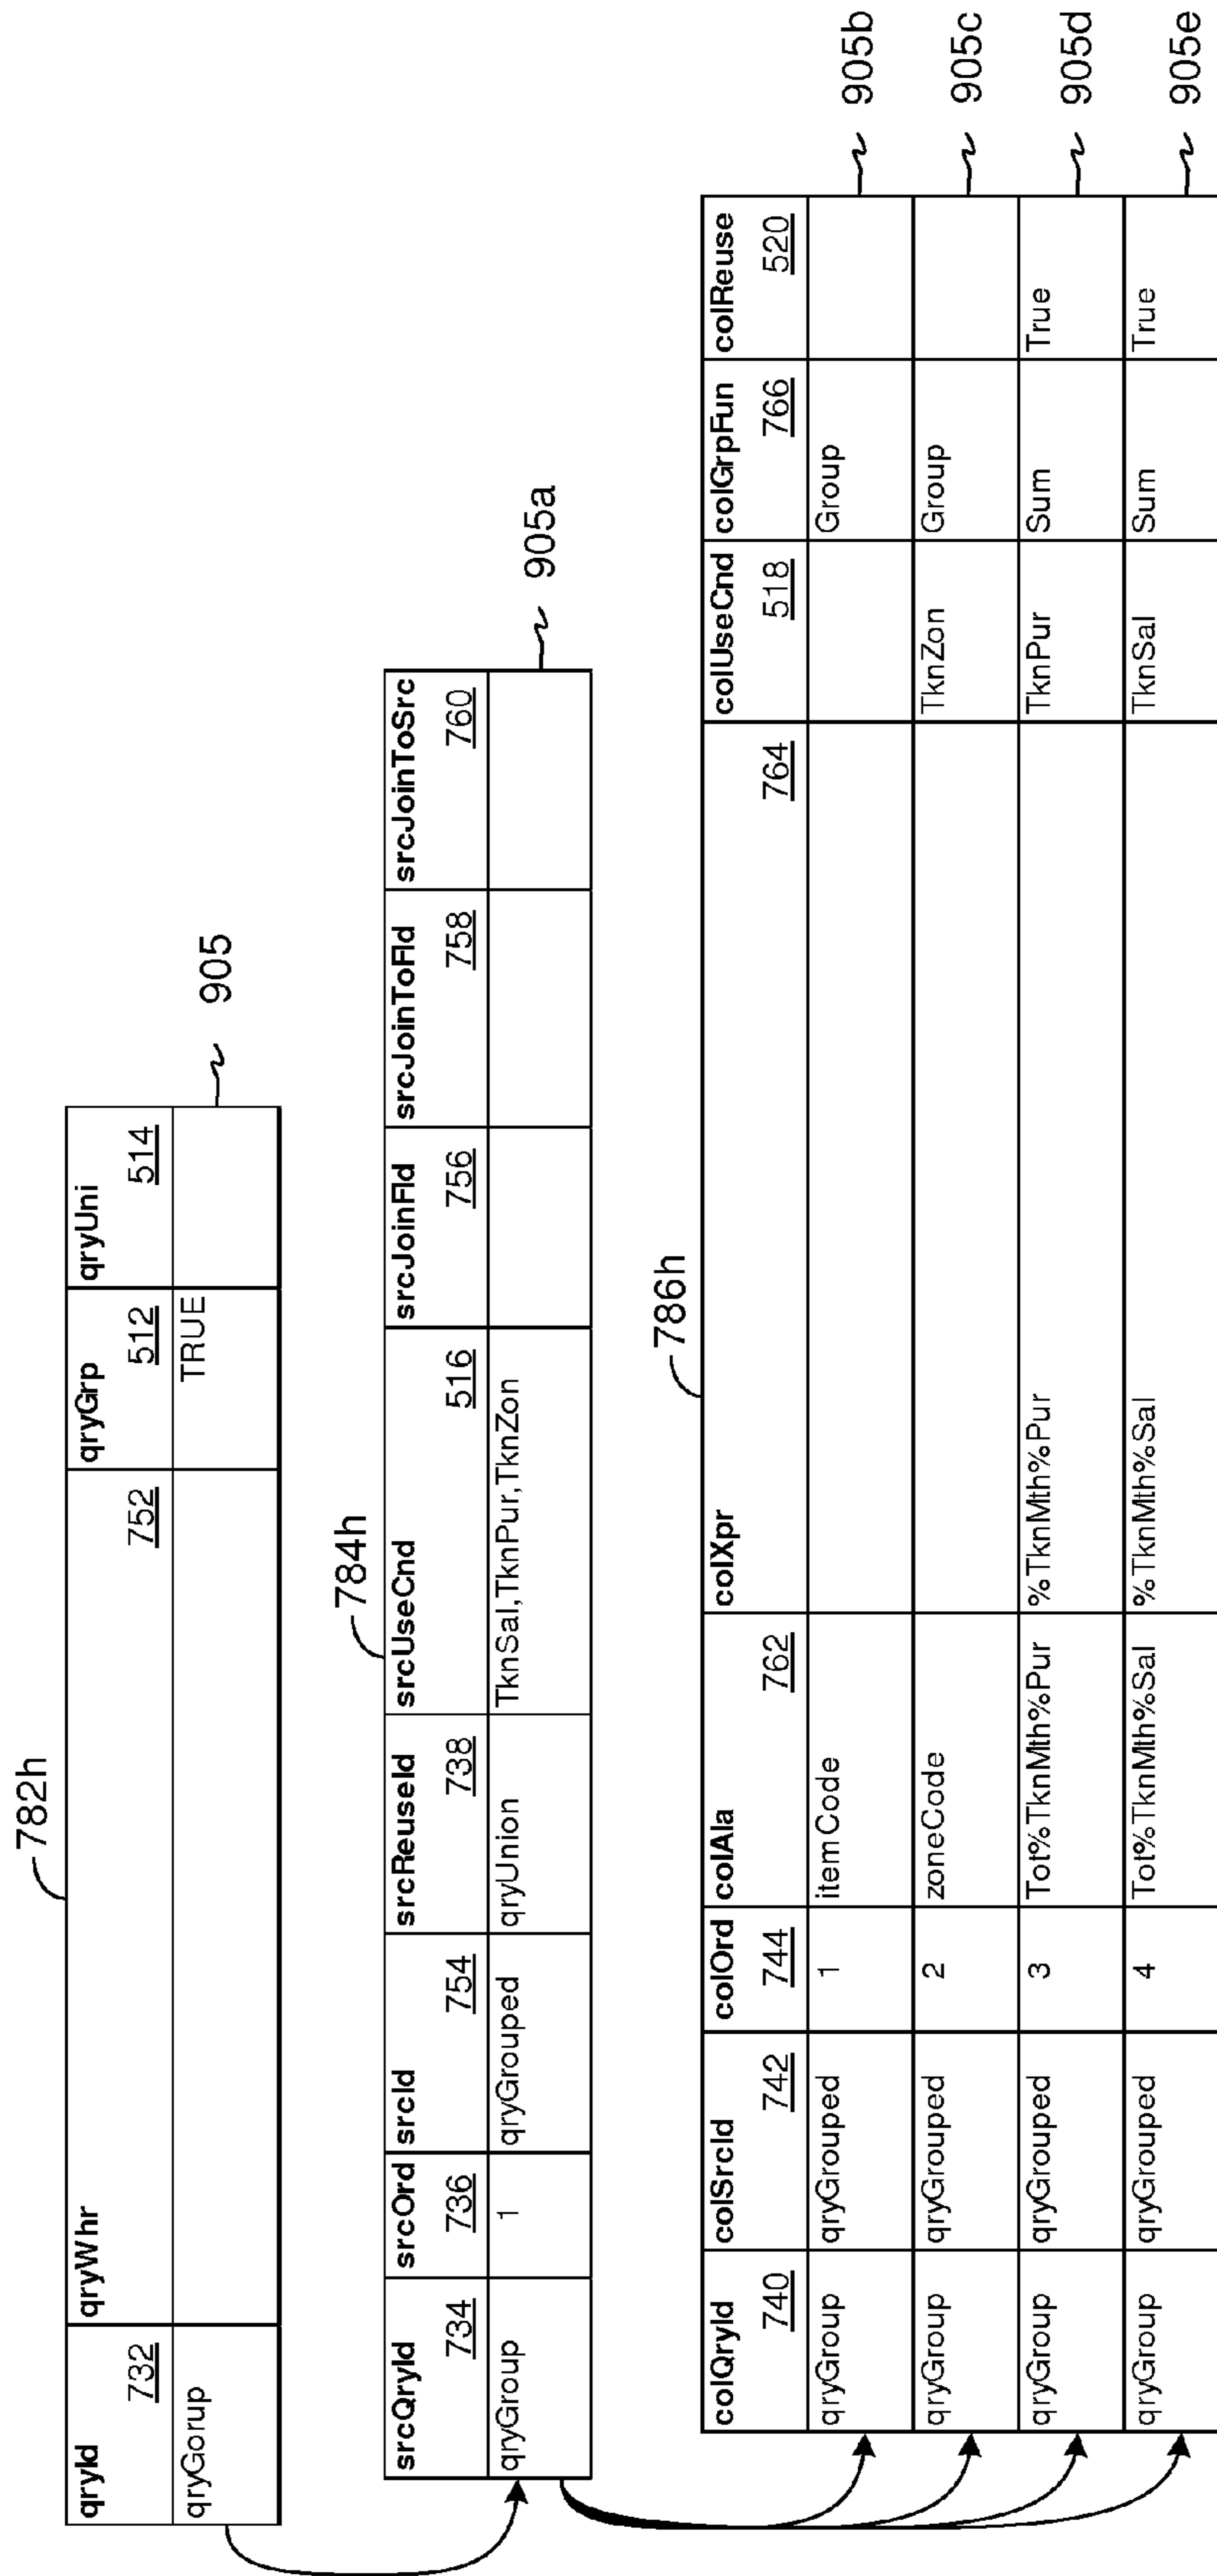 782h
qryId qryWhr qryGrp qryUni
732 752 512 514
qryGorup TRUE
905
784h
srcQryId srcOrd srcId srcReuseId srcUseCnd srcJoinFld srcJoinToFld srcJoinToSrc
734 736 754 738 516 756 758 760
qryGroup 1 qryGrouped qryUnion TknSal,TknPur,TknZon
905a
786h
colQryId colSrcId colOrd colAla colXpr colUseCnd colGrpFun colReuse
740 742 744 762 764 518 766 520
qryGroup qryGrouped 1 itemCode Group
905b
qryGroup qryGrouped 2 zoneCode TknZon Group
905c
qryGroup qryGrouped 3 Tot%TknMth%Pur %TknMth%Pur TknPur Sum True
905d
qryGroup qryGrouped 4 Tot%TknMth%Sal %TknMth%Sal TknSal Sum True
905e